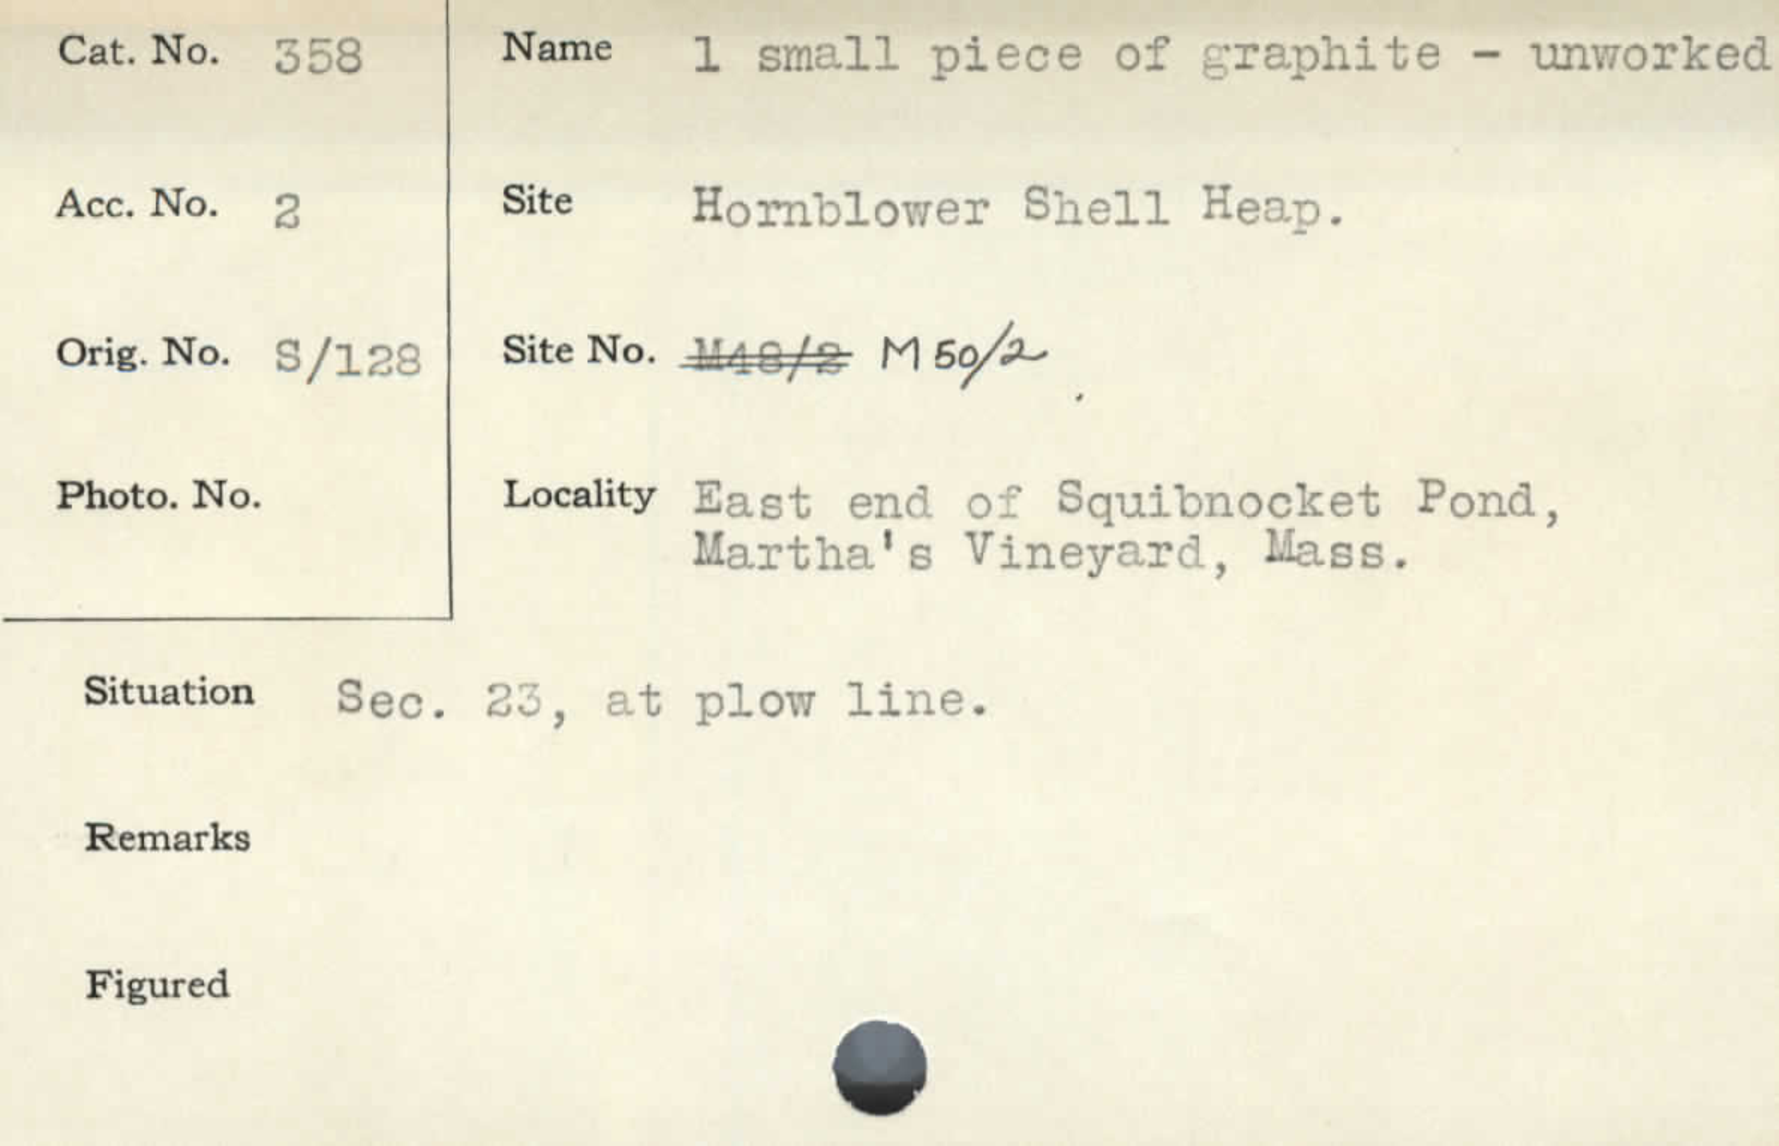 Cat. No. 358 Name 1 small piece of graphite - unworked
Acc. No. 2 Site Hornblower Shell Heap.
Orig. No. S/128 Site No. M48/2 M 50/2
Photo. No. Locality East end of Squibnocket Pond,
Martha's Vineyard, Mass.
Situation Sec. 23, at plow line.
Remarks
Figured